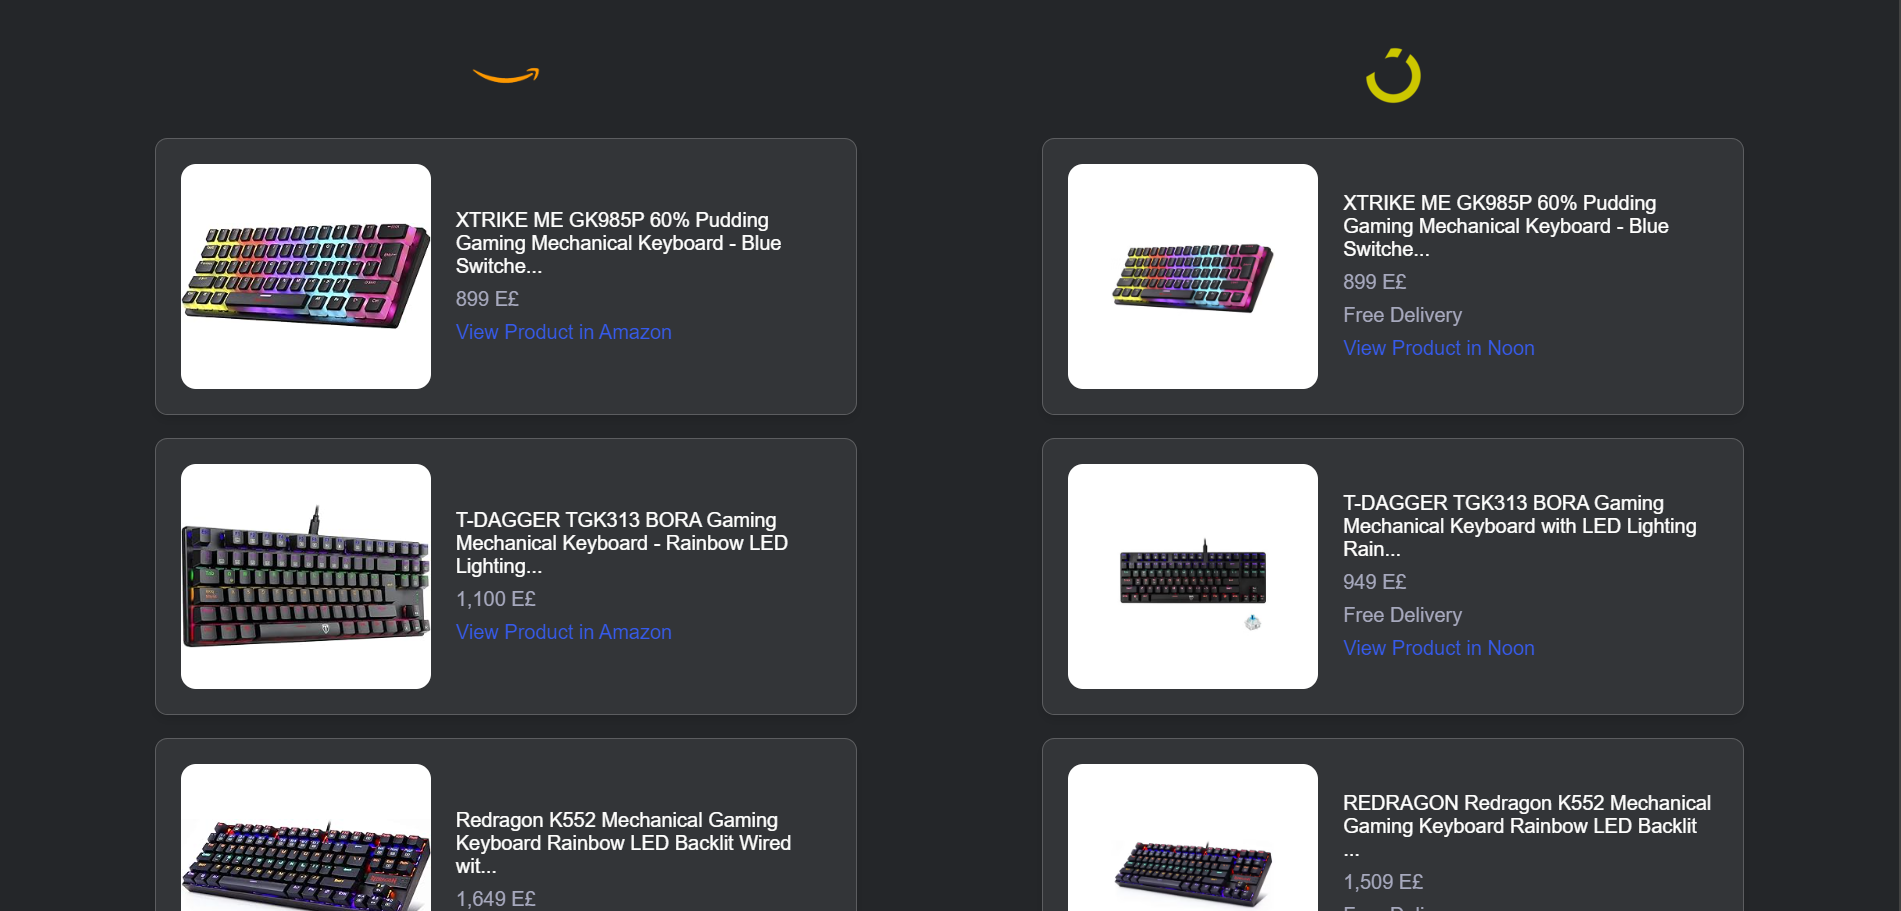 XTRIKE ME GK985P 60% Pudding
Gaming Mechanical Keyboard - Blue
Switche...
899 E£
View Product in Amazon
T-DAGGER TGK313 BORA Gaming
Mechanical Keyboard - Rainbow LED
Lighting...
1,100 E£
View Product in Amazon
Redragon K552 Mechanical Gaming
Keyboard Rainbow LED Backlit Wired
wit...
1,649 E£
XTRIKE ME GK985P 60% Pudding
Gaming Mechanical Keyboard - Blue
Switche...
899 E£
Free Delivery
View Product in Noon
T-DAGGER TGK313 BORA Gaming
Mechanical Keyboard with LED Lighting
Rain...
949 E£
Free Delivery
View Product in Noon
REDRAGON Redragon K552 Mechanical
Gaming Keyboard Rainbow LED Backlit
...
1,509 E£